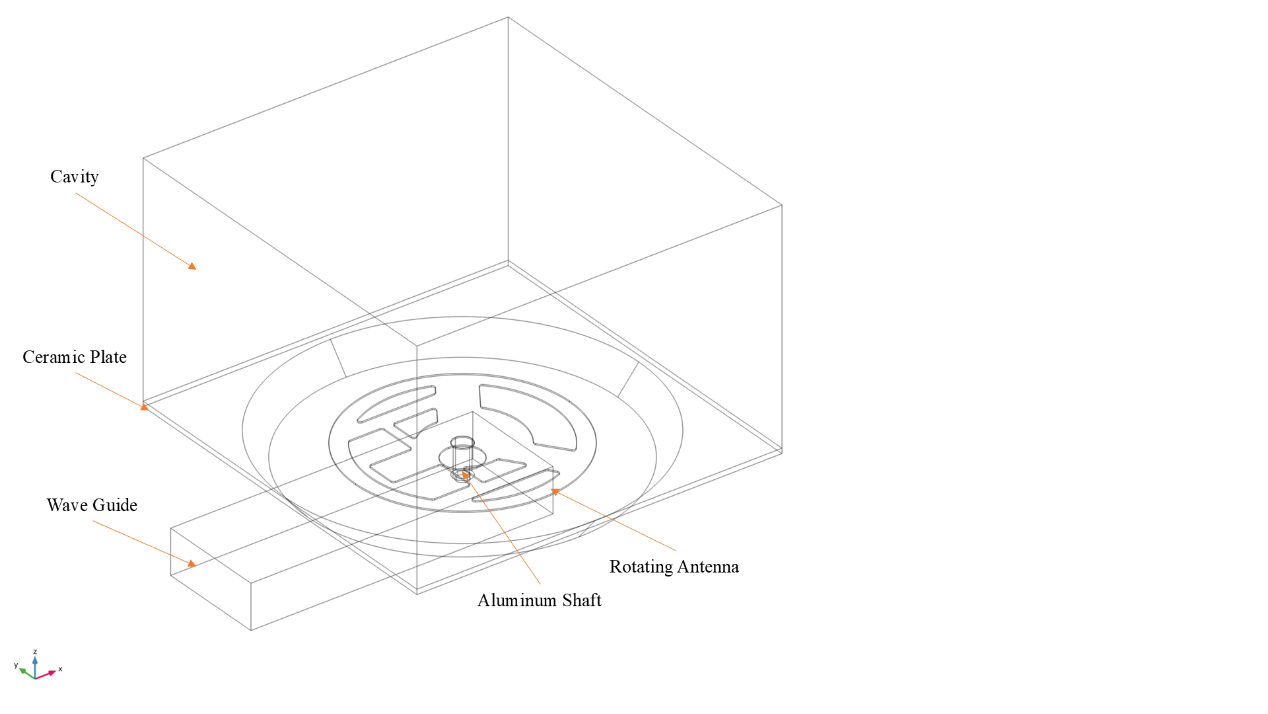 Cavity
Ceramic Plate
Wave Guide
Rotating Antenna
Aluminum Shaft
z
y
x